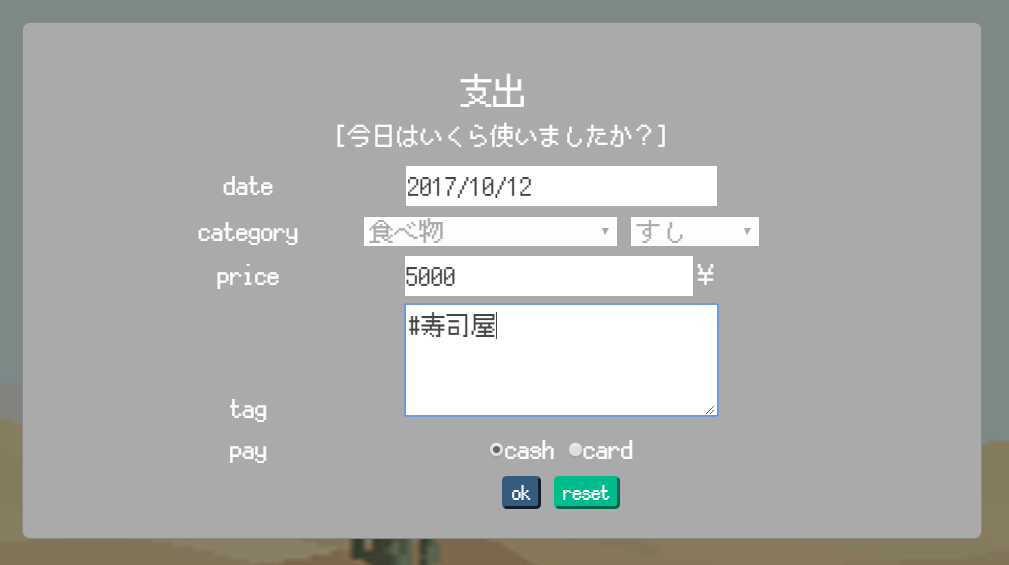 支出
[今日はいくら使いましたか？]
date 2017/10/12
category 食べ物 すし
price 5000 ¥
tag #寿司屋
pay cash card
ok reset